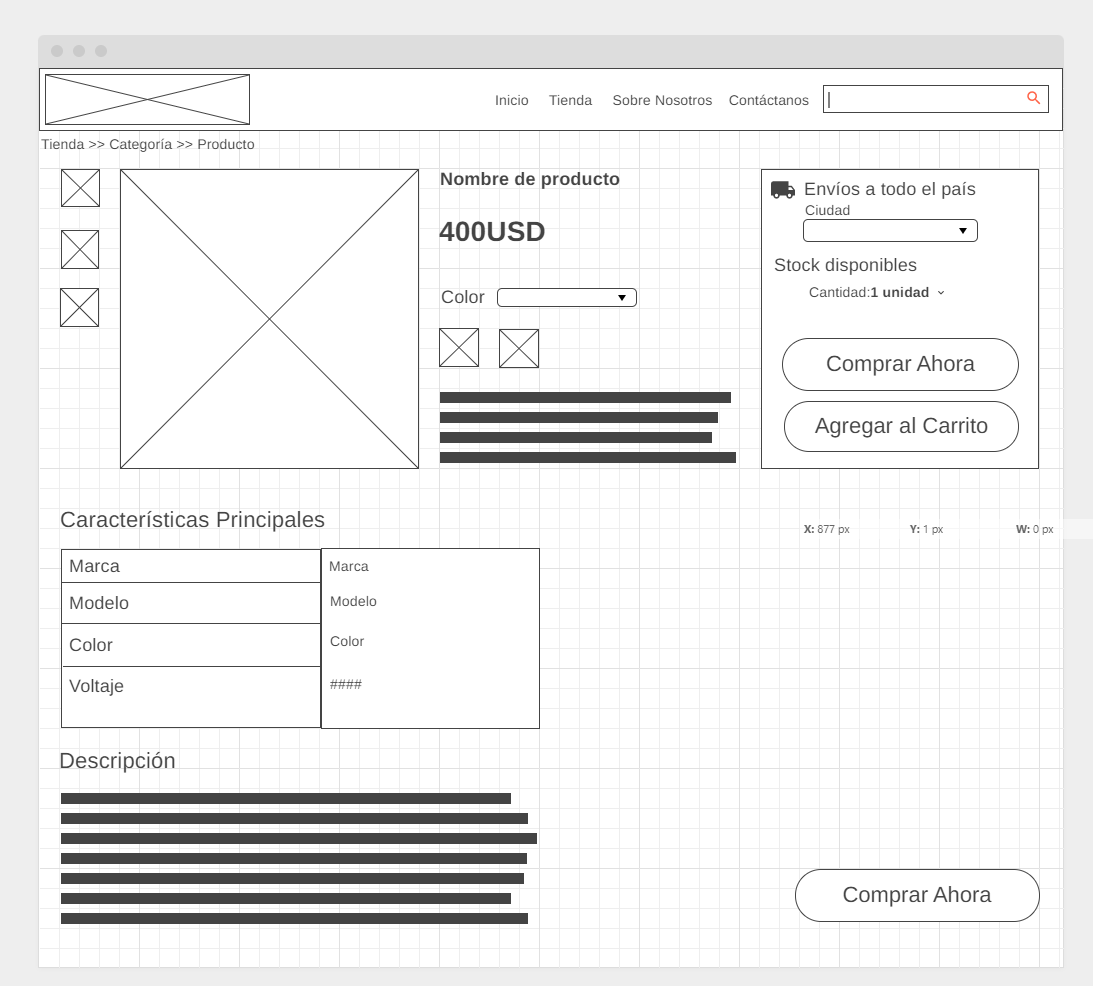 Inicio Tienda Sobre Nosotros Contáctanos
Tienda >> Categoría >> Producto
Nombre de producto
400USD
Color
Envíos a todo el país
Ciudad
Stock disponibles
Cantidad:1 unidad
Comprar Ahora
Agregar al Carrito
Características Principales
X: 877 px Y: 1 px W: 0 px
Marca Marca
Modelo Modelo
Color Color
Voltaje ####
Descripción
Comprar Ahora